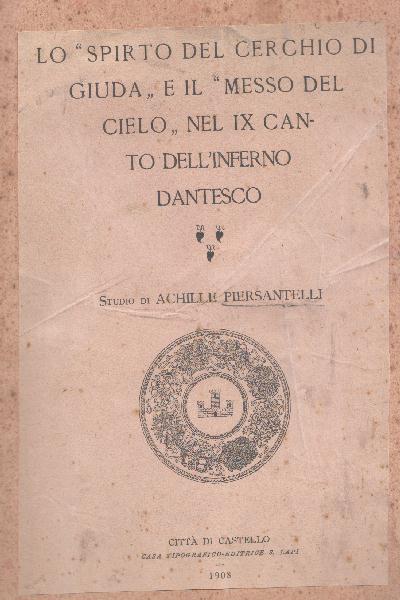 LO “SPIRTO DEL CERCHIO DI
GIUDA„ E IL “MESSO DEL
CIELO„ NEL IX CAN-
TO DELL'INFERNO
DANTESCO
STUDIO DI ACHILLE PIERSANTELLI
CITTÀ DI CASTELLO
CASA TIPOGRAFICO-EDITRICE S. LAPI
1908